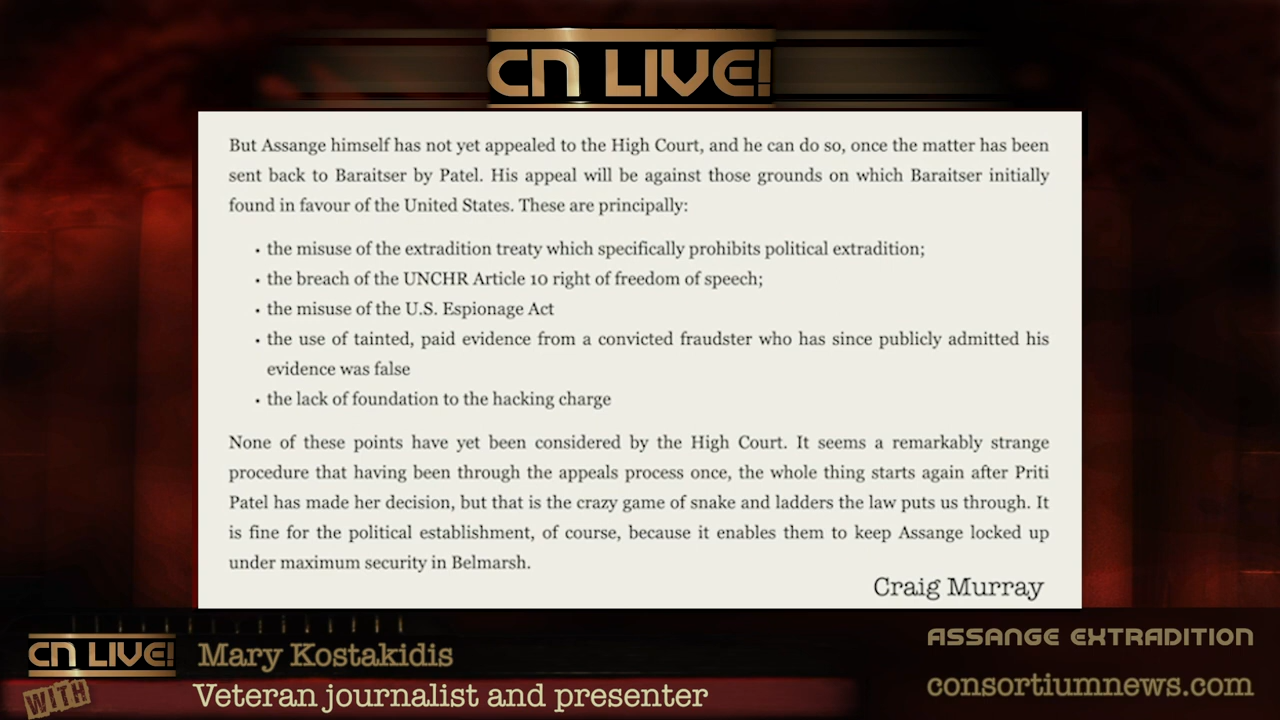 CN LIVE!
But Assange himself has not yet appealed to the High Court, and he can do so, once the matter has been
sent back to Baraitser by Patel. His appeal will be against those grounds on which Baraitser initially
found in favour of the United States. These are principally:
• the misuse of the extradition treaty which specifically prohibits political extradition;
• the breach of the UNCHR Article 10 right of freedom of speech;
• the misuse of the U.S. Espionage Act
• the use of tainted, paid evidence from a convicted fraudster who has since publicly admitted his
evidence was false
• the lack of foundation to the hacking charge
None of these points have yet been considered by the High Court. It seems a remarkably strange
procedure that having been through the appeals process once, the whole thing starts again after Priti
Patel has made her decision, but that is the crazy game of snake and ladders the law puts us through. It
is fine for the political establishment, of course, because it enables them to keep Assange locked up
under maximum security in Belmarsh.
Craig Murray
CN LIVE!
WITH
Mary Kostakidis
Veteran journalist and presenter
ASSANGE EXTRADITION
consortiumnews.com